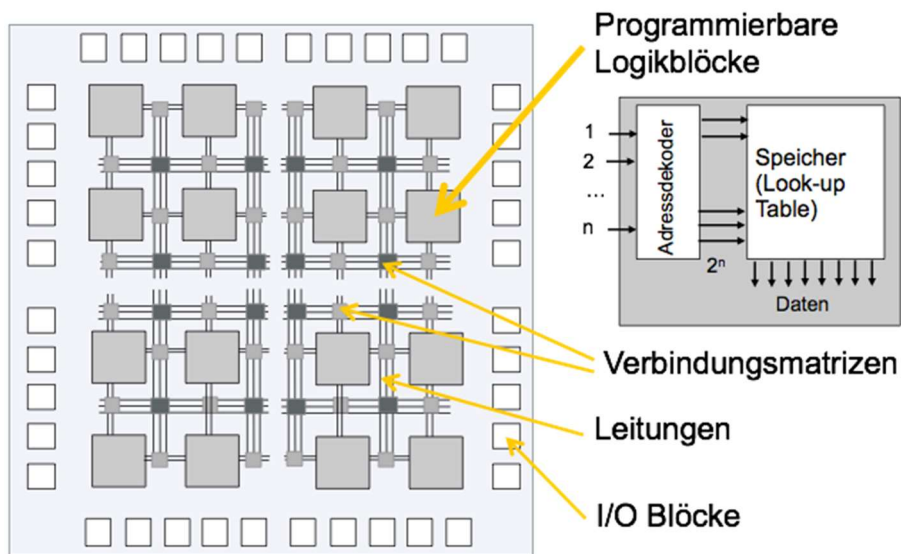 Programmierbare
Logikblöcke
1
2
...
n
Adressdekoder
2ⁿ
Speicher
(Look-up
Table)
Daten
Verbindungsmatrizen
Leitungen
I/O Blöcke